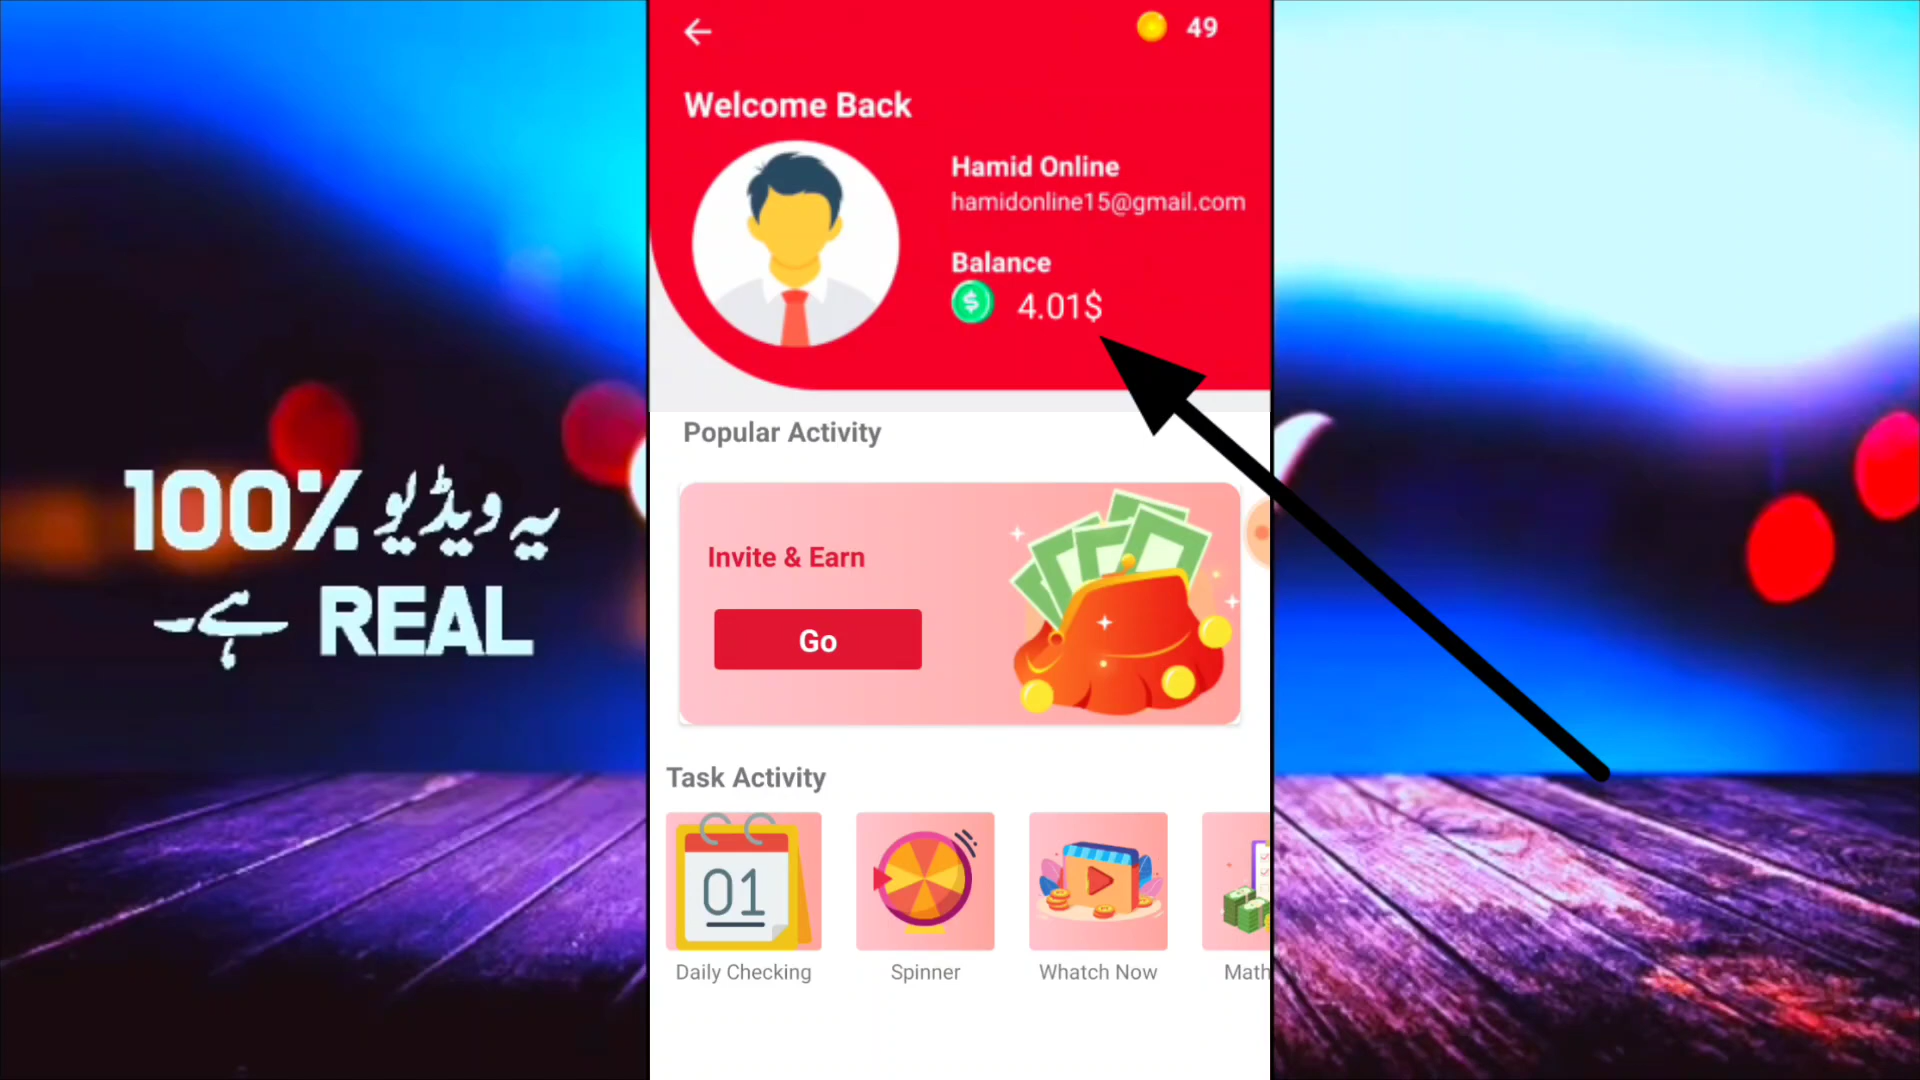 49
Welcome Back
Hamid Online
hamidonline15@gmail.com
Balance
$ 4.01$
Popular Activity
یہ ویڈیو 100%
REAL ہے۔
Invite & Earn
Go
Task Activity
01
Daily Checking
Spinner
Whatch Now
Math